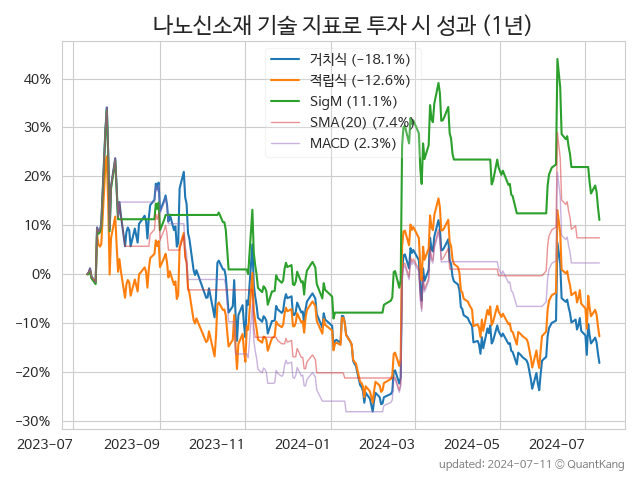 나노신소재 기술 지표로 투자 시 성과 (1년)
거치식 (−18.1%)
적립식 (−12.6%)
SigM (11.1%)
SMA(20) (7.4%)
MACD (2.3%)
40%
30%
20%
10%
0%
−10%
−20%
−30%
2023-07 2023-09 2023-11 2024-01 2024-03 2024-05 2024-07
updated: 2024-07-11 © QuantKang